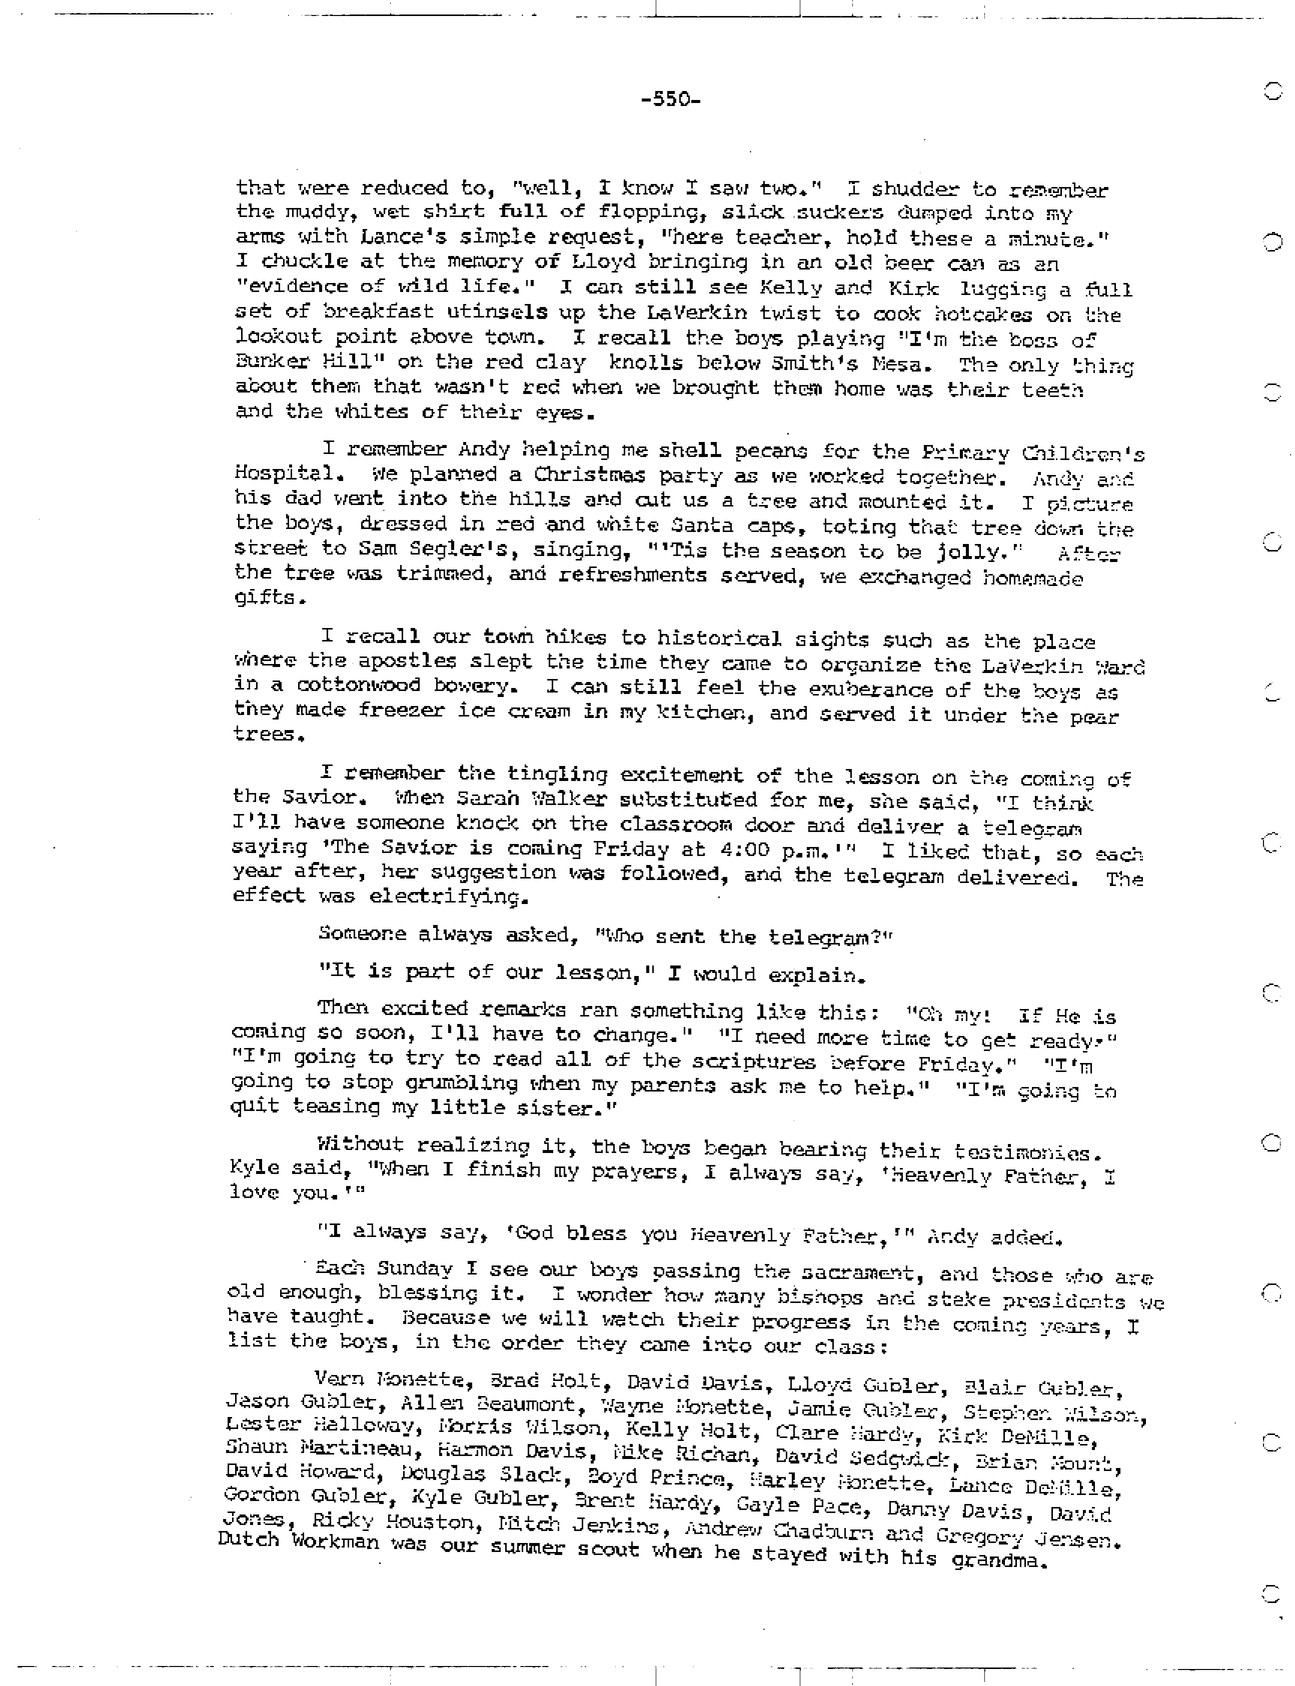 -550-
that were reduced to, "well, I know I saw two."  I shudder to remember
the muddy, wet shirt full of flopping, slick suckers dumped into my
arms with Lance's simple request, "here teacher, hold these a minute."
I chuckle at the memory of Lloyd bringing in an old beer can as an
"evidence of wild life."  I can still see Kelly and Kirk lugging a full
set of breakfast utinsels up the LaVerkin twist to cook hotcakes on the
lookout point above town.  I recall the boys playing "I'm the boss of
Bunker Hill" on the red clay knolls below Smith's Mesa.  The only thing
about them that wasn't red when we brought them home was their teeth
and the whites of their eyes.
I remember Andy helping me shell pecans for the Primary Children's
Hospital.  We planned a Christmas party as we worked together.  Andy and
his dad went into the hills and cut us a tree and mounted it.  I picture
the boys, dressed in red and white Santa caps, toting that tree down the
street to Sam Segler's, singing, "'Tis the season to be jolly."  After
the tree was trimmed, and refreshments served, we exchanged homemade
gifts.
I recall our town hikes to historical sights such as the place
where the apostles slept the time they came to organize the LaVerkin Ward
in a cottonwood bowery.  I can still feel the exuberance of the boys as
they made freezer ice cream in my kitchen, and served it under the pear
trees.
I remember the tingling excitement of the lesson on the coming of
the Savior.  When Sarah Walker substituted for me, she said, "I think
I'll have someone knock on the classroom door and deliver a telegram
saying 'The Savior is coming Friday at 4:00 p.m.'"  I liked that, so each
year after, her suggestion was followed, and the telegram delivered.  The
effect was electrifying.
Someone always asked, "Who sent the telegram?"
"It is part of our lesson," I would explain.
Then excited remarks ran something like this:  "Oh my!  If He is
coming so soon, I'll have to change."  "I need more time to get ready."
"I'm going to try to read all of the scriptures before Friday."  "I'm
going to stop grumbling when my parents ask me to help."  "I'm going to
quit teasing my little sister."
Without realizing it, the boys began bearing their testimonies.
Kyle said, "When I finish my prayers, I always say, 'Heavenly Father, I
love you.'"
"I always say, 'God bless you Heavenly Father,'" Andy added.
Each Sunday I see our boys passing the sacrament, and those who are
old enough, blessing it.  I wonder how many bishops and stake presidents we
have taught.  Because we will watch their progress in the coming years, I
list the boys, in the order they came into our class:
Vern Monette, Brad Holt, David Davis, Lloyd Gubler, Blair Gubler,
Jason Gubler, Allen Beaumont, Wayne Monette, Jamie Gubler, Stephen Wilson,
Lester Halloway, Morris Wilson, Kelly Holt, Clare Hardy, Kirk DeMille,
Shaun Martineau, Harmon Davis, Mike Richan, David Sedgwick, Brian Mount,
David Howard, Douglas Slack, Boyd Prince, Harley Monette, Lance DeMille,
Gordon Gubler, Kyle Gubler, Brent Hardy, Gayle Pace, Danny Davis, David
Jones, Ricky Houston, Mitch Jenkins, Andrew Chadburn and Gregory Jensen.
Dutch Workman was our summer scout when he stayed with his grandma.